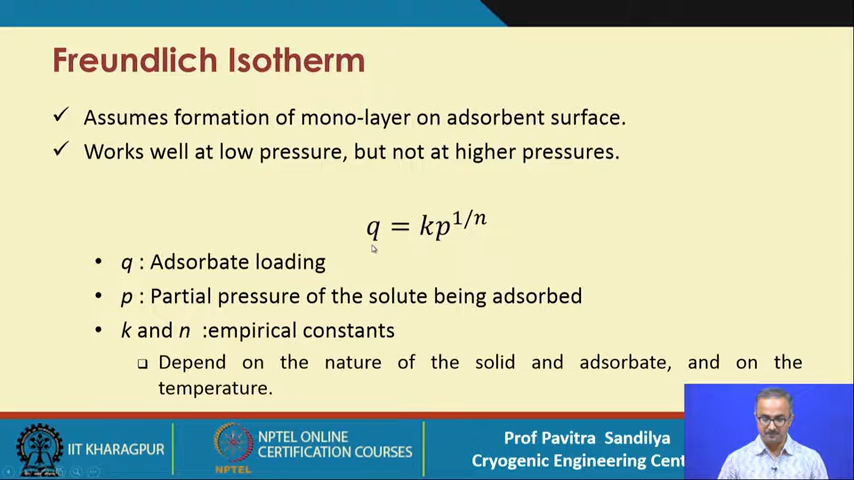 Freundlich Isotherm
✓ Assumes formation of mono-layer on adsorbent surface.
✓ Works well at low pressure, but not at higher pressures.
q = kp^{1/n}
• q : Adsorbate loading
• p : Partial pressure of the solute being adsorbed
• k and n :empirical constants
❑ Depend on the nature of the solid and adsorbate, and on the
temperature.
IIT KHARAGPUR
NPTEL
NPTEL ONLINE
CERTIFICATION COURSES
Prof Pavitra Sandilya
Cryogenic Engineering Cent